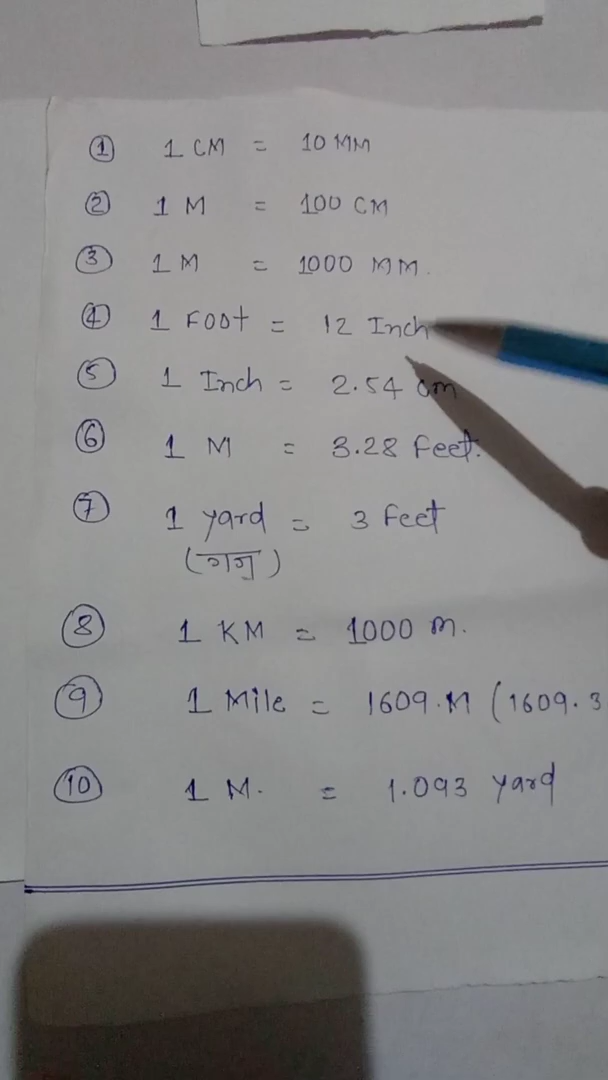 ① 1 CM = 10 MM
② 1 M = 100 CM
③ 1 M = 1000 MM.
④ 1 Foot = 12 Inch
⑤ 1 Inch = 2.54 cm
⑥ 1 M = 3.28 feet.
⑦ 1 yard = 3 feet
(गज)
⑧ 1 KM = 1000 m.
⑨ 1 Mile = 1609.M (1609.3
⑩ 1 M. = 1.093 yard